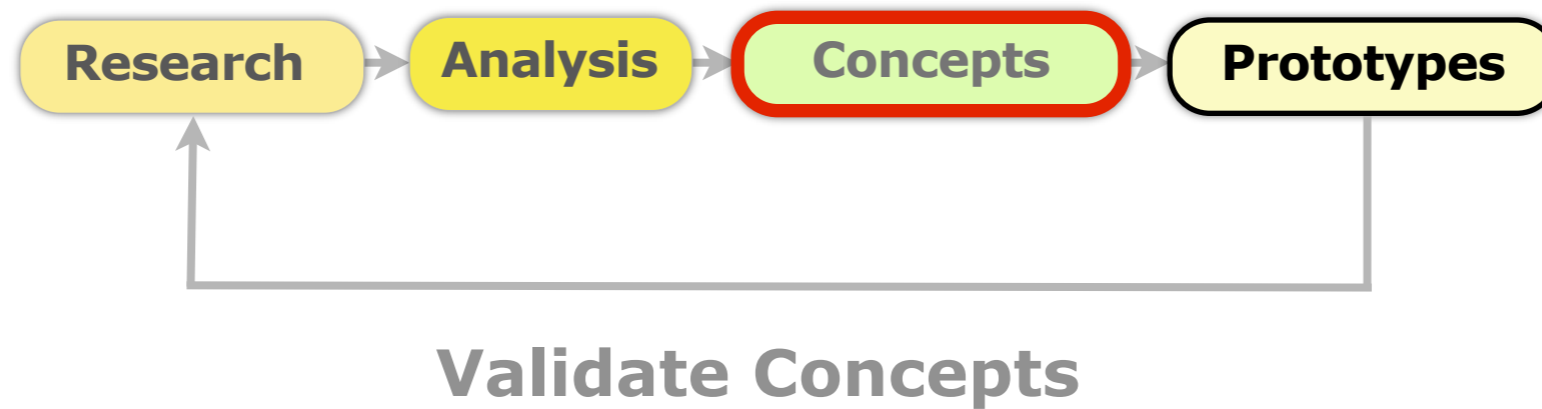 Research
Analysis
Concepts
Prototypes
Validate Concepts